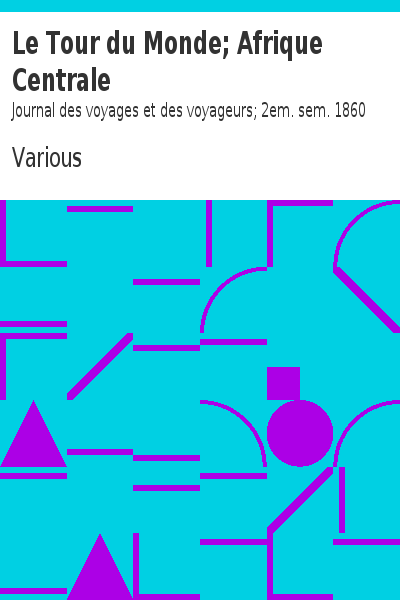 Le Tour du Monde; Afrique
Centrale
Journal des voyages et des voyageurs; 2em. sem. 1860
Various